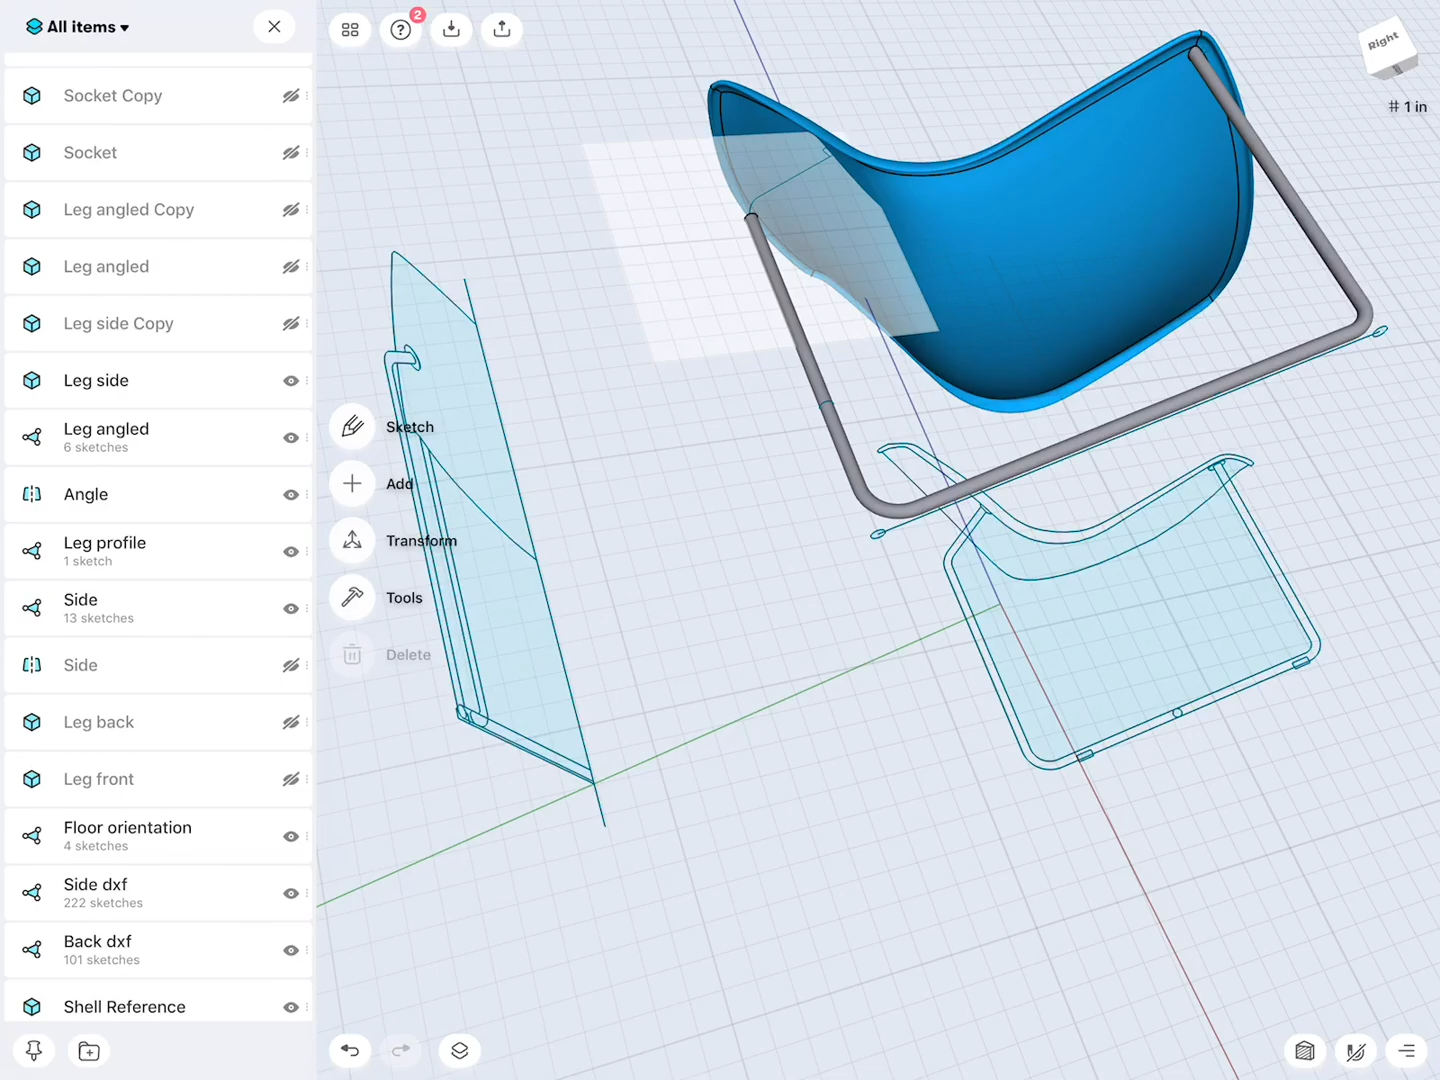 All items
2
Right
# 1 in
Socket Copy
Socket
Leg angled Copy
Leg angled
Leg side Copy
Leg side
Leg angled
6 sketches
Angle
Leg profile
1 sketch
Side
13 sketches
Side
Leg back
Leg front
Floor orientation
4 sketches
Side dxf
222 sketches
Back dxf
101 sketches
Shell Reference
Sketch
Add
Transform
Tools
Delete